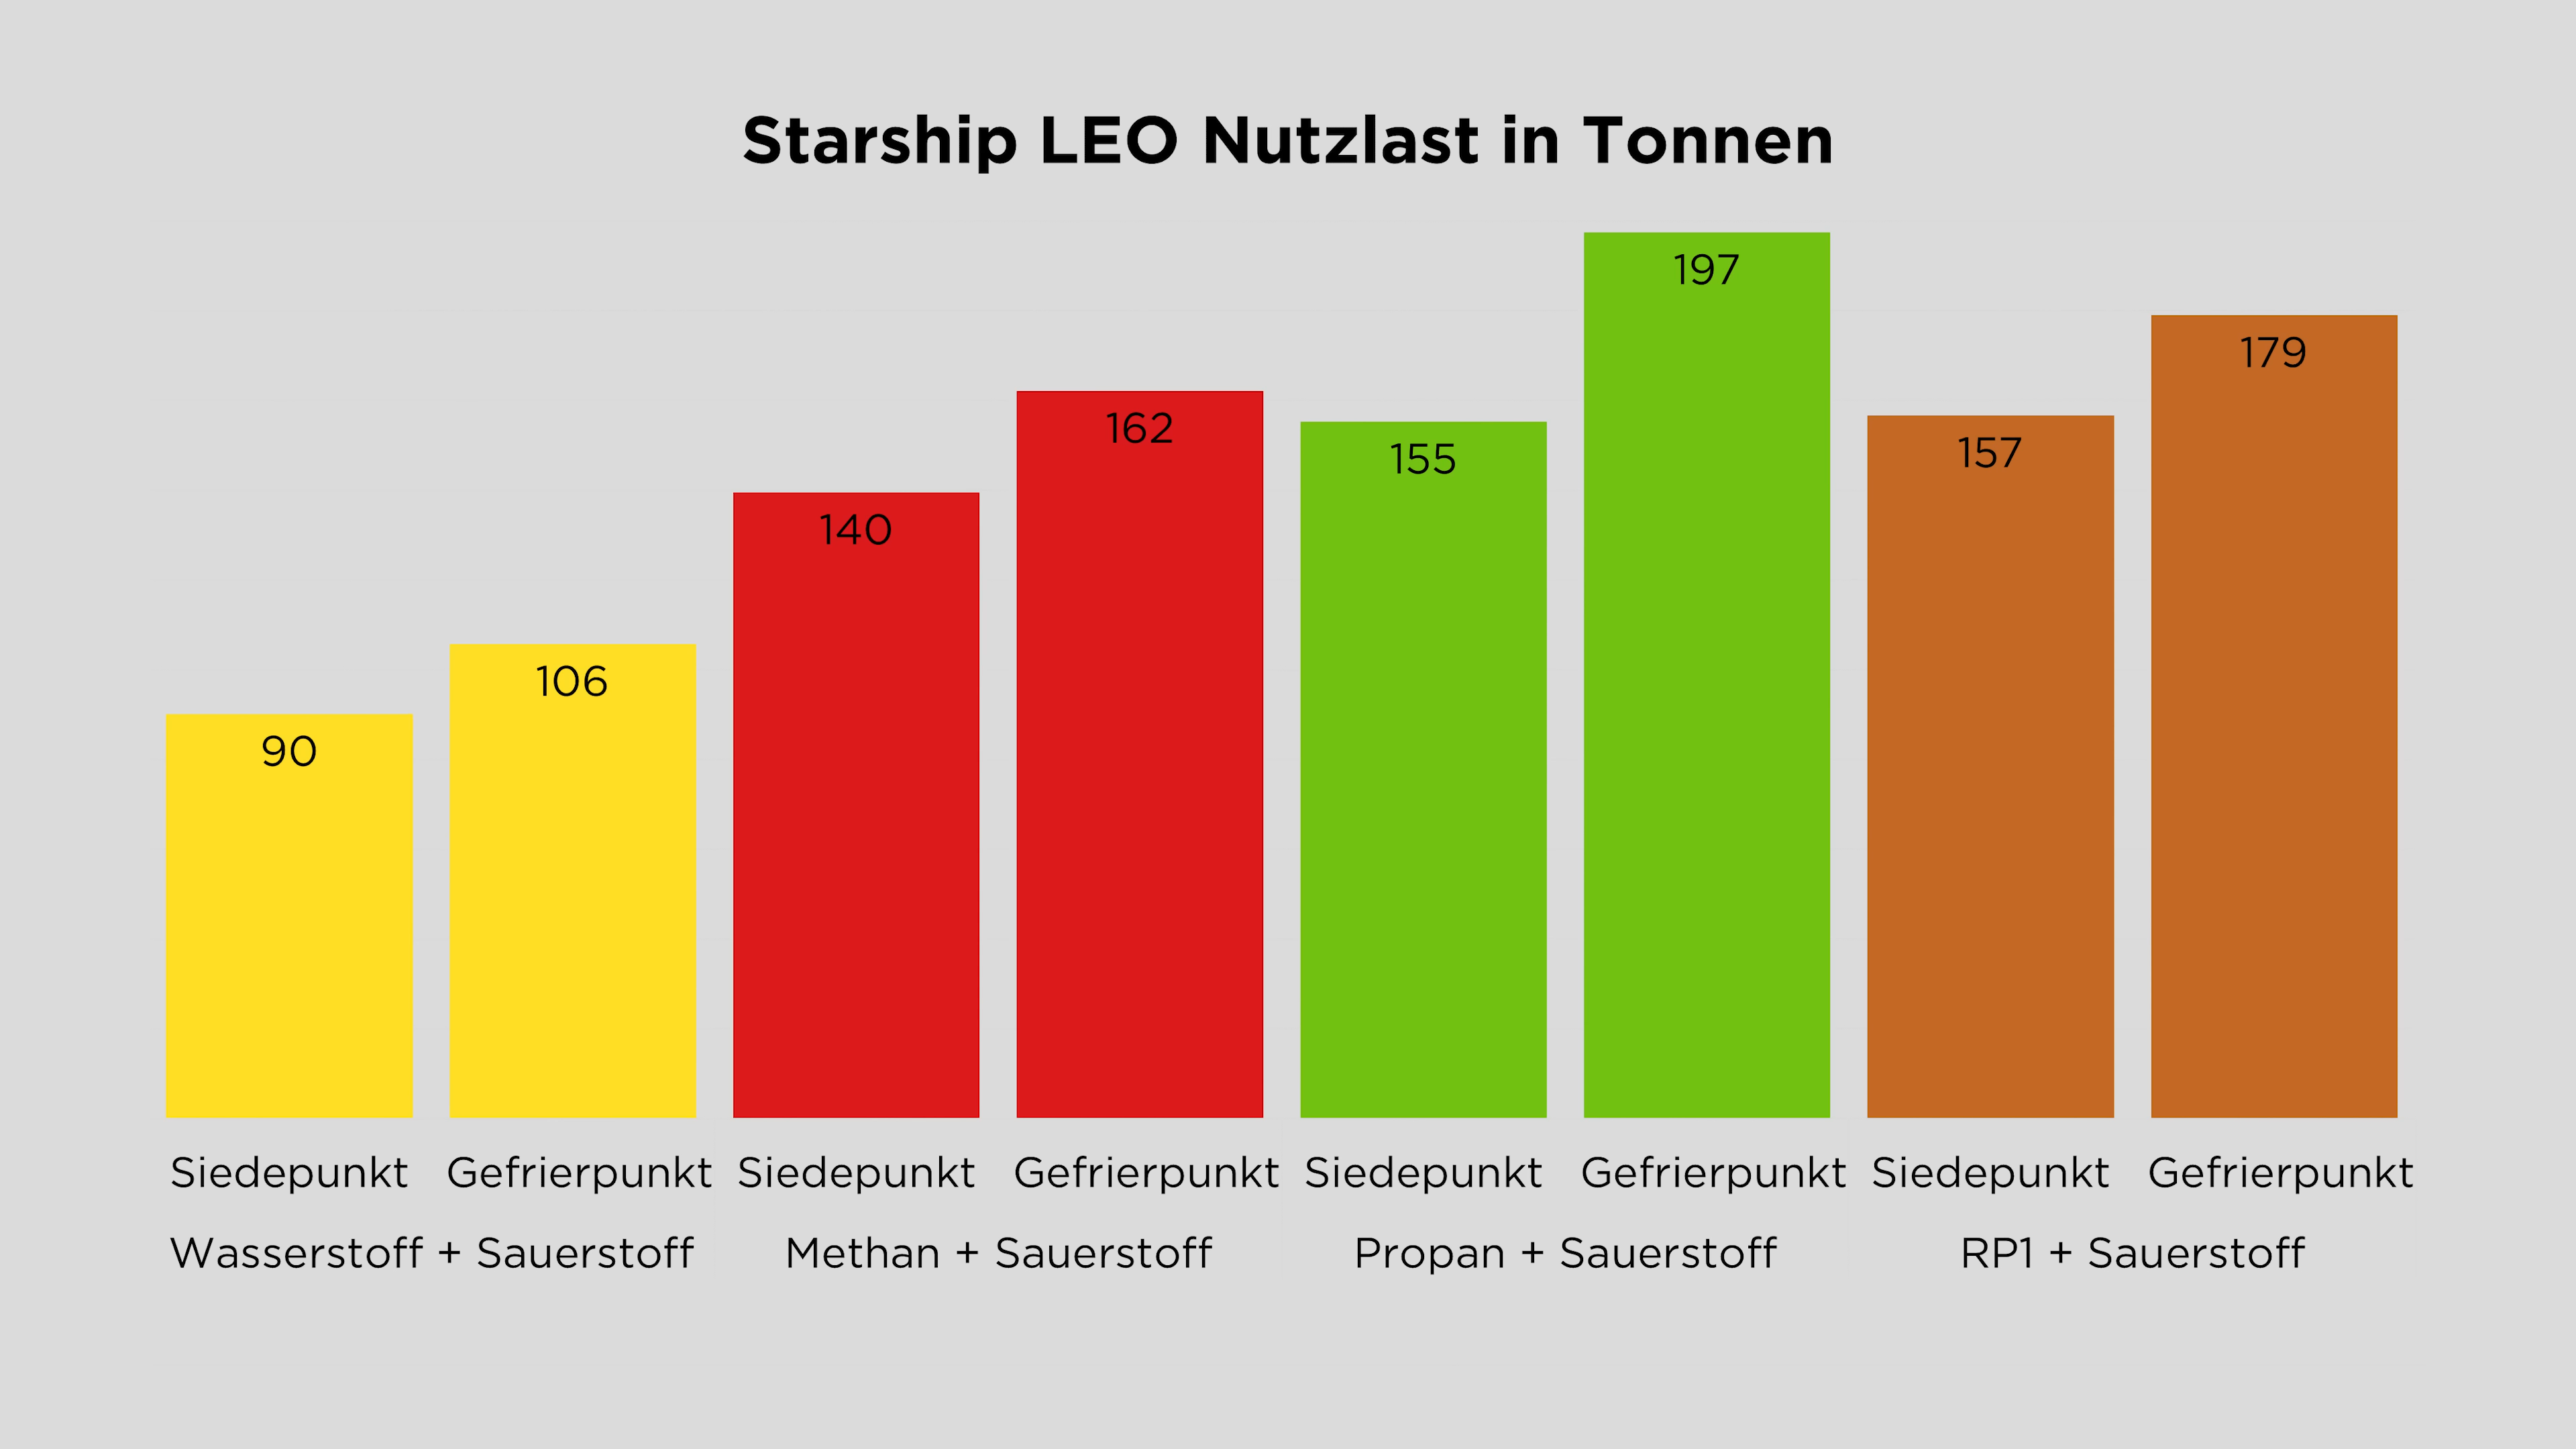 Starship LEO Nutzlast in Tonnen
90
106
140
162
155
197
157
179
Siedepunkt Gefrierpunkt Siedepunkt Gefrierpunkt Siedepunkt Gefrierpunkt Siedepunkt Gefrierpunkt
Wasserstoff + Sauerstoff Methan + Sauerstoff Propan + Sauerstoff RP1 + Sauerstoff